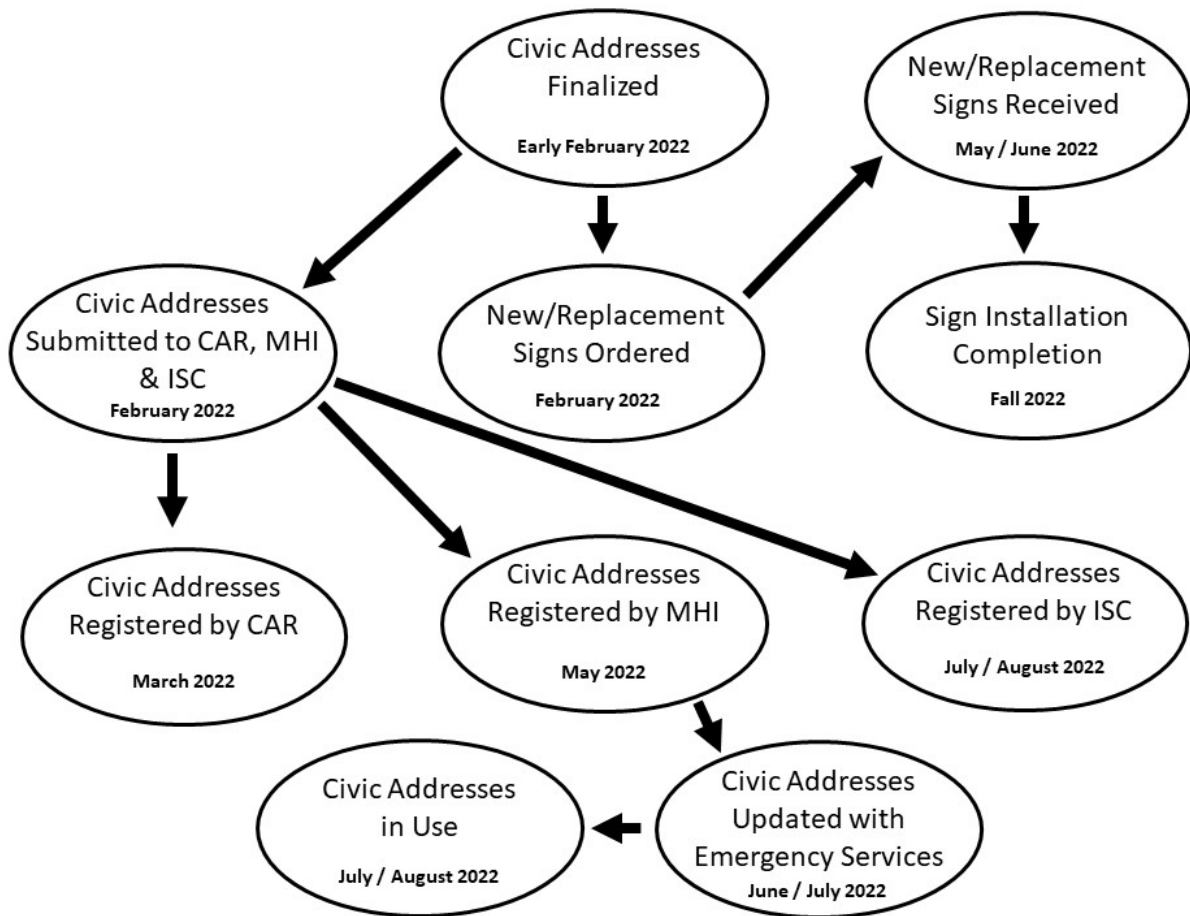 Civic Addresses
Finalized
Early February 2022
New/Replacement
Signs Received
May / June 2022
Civic Addresses
Submitted to CAR, MHI
& ISC
February 2022
New/Replacement
Signs Ordered
February 2022
Sign Installation
Completion
Fall 2022
Civic Addresses
Registered by CAR
March 2022
Civic Addresses
Registered by MHI
May 2022
Civic Addresses
Registered by ISC
July / August 2022
Civic Addresses
in Use
July / August 2022
Civic Addresses
Updated with
Emergency Services
June / July 2022